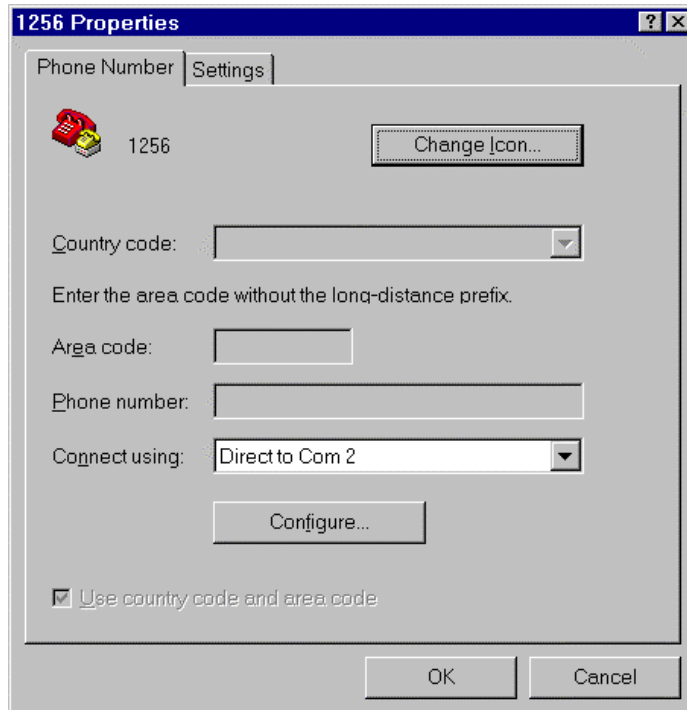 1256 Properties
Phone Number Settings
1256 Change Icon...
Country code:
Enter the area code without the long-distance prefix.
Area code:
Phone number:
Connect using: Direct to Com 2
Configure...
Use country code and area code
OK Cancel